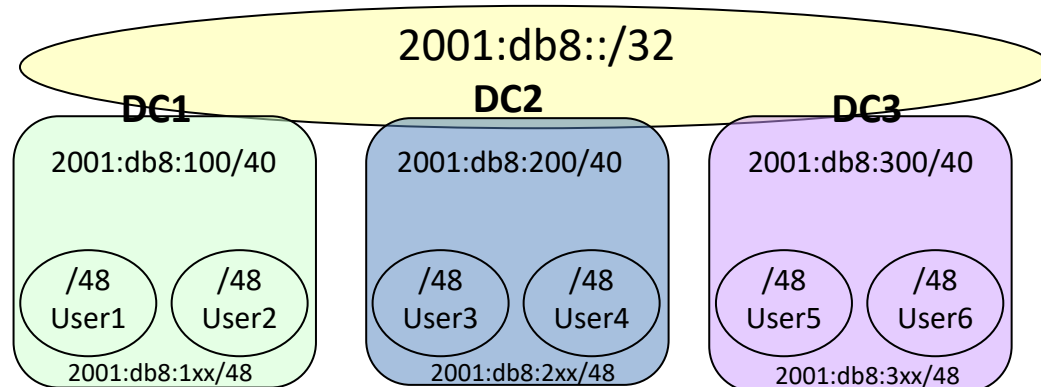 2001:db8::/32
DC1
2001:db8:100/40
/48
User1
/48
User2
2001:db8:1xx/48
DC2
2001:db8:200/40
/48
User3
/48
User4
2001:db8:2xx/48
DC3
2001:db8:300/40
/48
User5
/48
User6
2001:db8:3xx/48